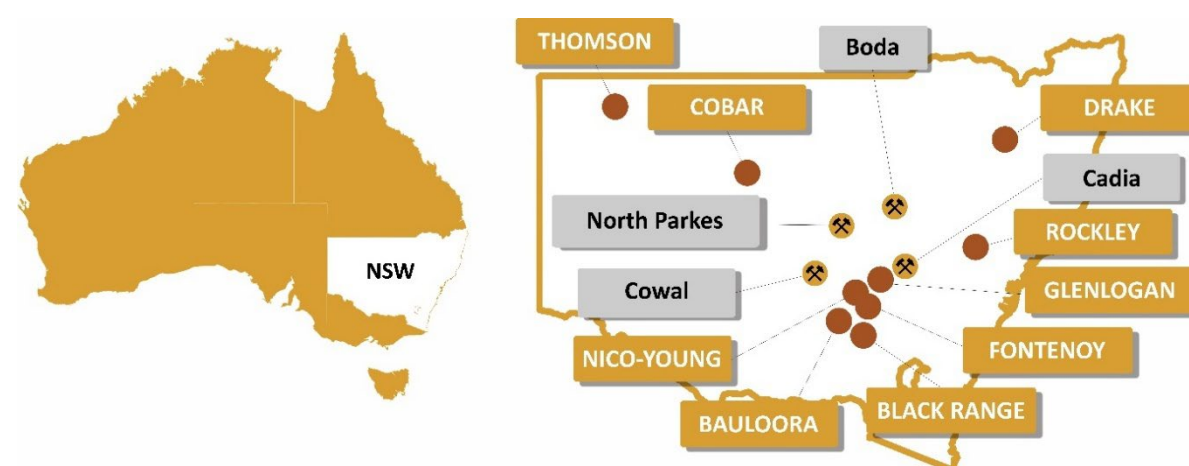 THOMSON
Boda
COBAR
DRAKE
Cadia
North Parkes
ROCKLEY
NSW
Cowal
GLENLOGAN
NICO-YOUNG
FONTENOY
BLACK RANGE
BAULOORA